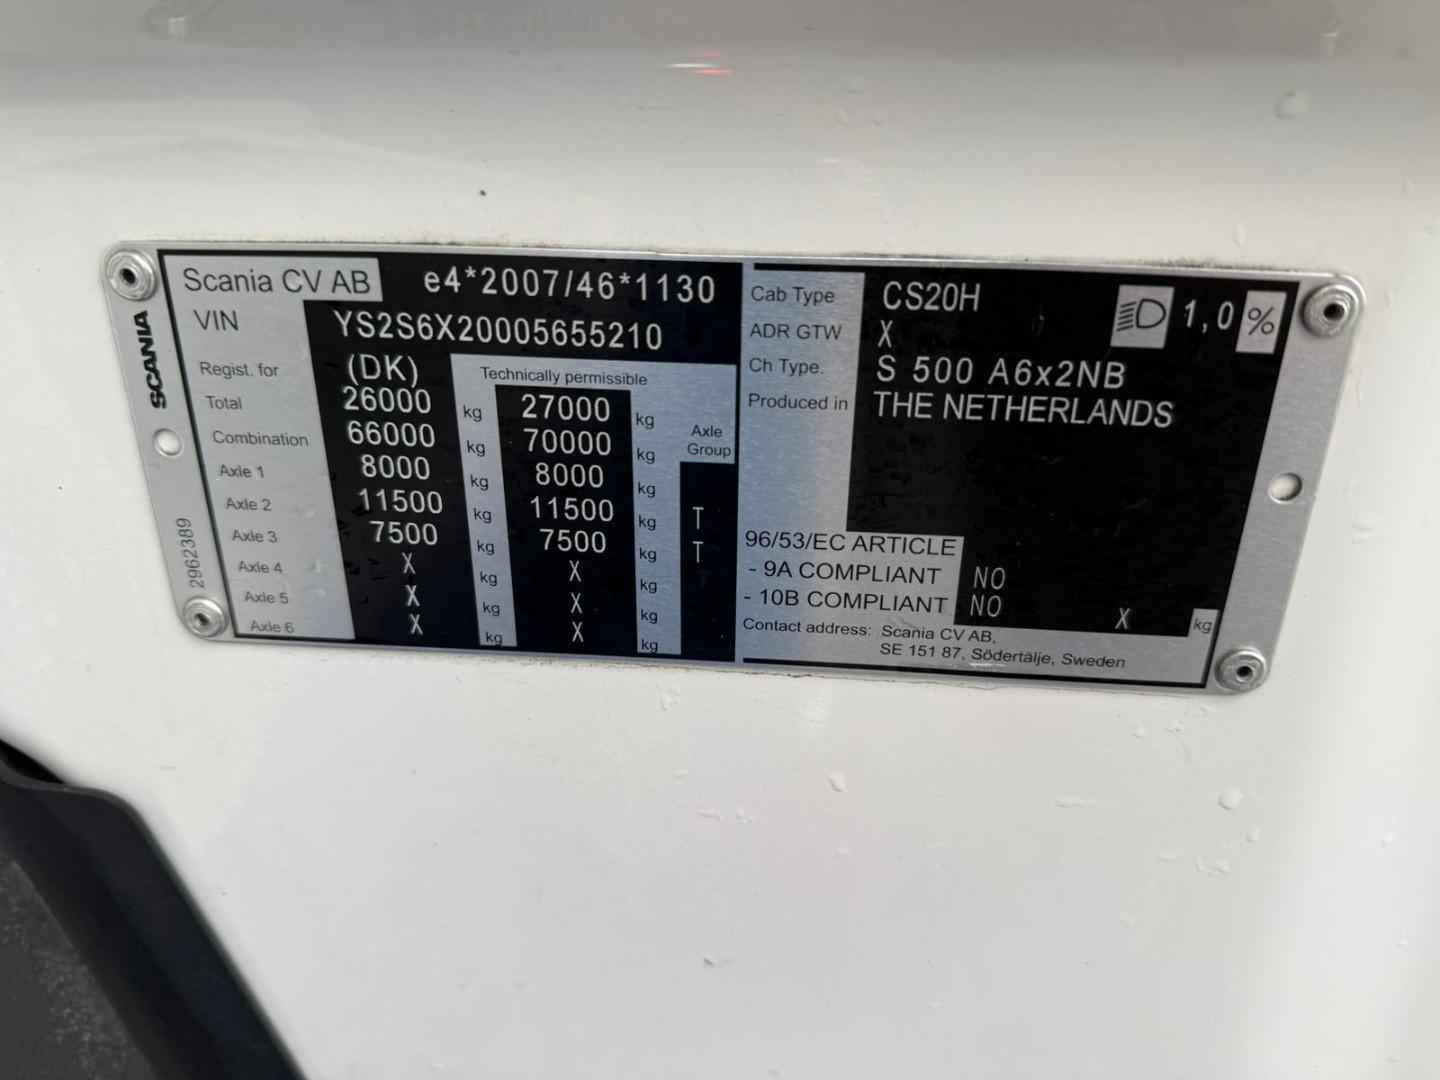 SCANIA
2962389
Scania CV AB e4*2007/46*1130
VIN YS2S6X20005655210
Regist. for (DK) Technically permissible
Total 26000 kg 27000 kg
Combination 66000 kg 70000 kg Axle Group
Axle 1 8000 kg 8000 kg
Axle 2 11500 kg 11500 kg T
Axle 3 7500 kg 7500 kg T
Axle 4 X kg X kg
Axle 5 X kg X kg
Axle 6 X kg X kg
Cab Type CS20H 1,0 %
ADR GTW X
Ch Type. S 500 A6x2NB
Produced in THE NETHERLANDS
96/53/EC ARTICLE
- 9A COMPLIANT NO
- 10B COMPLIANT NO X kg
Contact address: Scania CV AB,
SE 151 87, Södertälje, Sweden